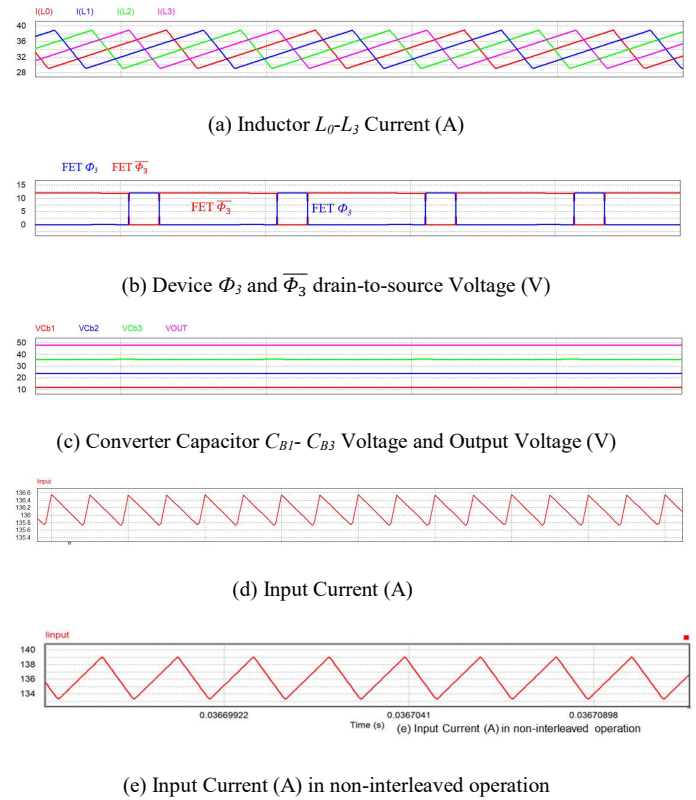 I(L0) I(L1) I(L2) I(L3)
40
36
32
28
(a) Inductor L0-L3 Current (A)
FET Φ3 FET Φ̅3̅
15
10
5
0
FET Φ̅3̅ FET Φ3
(b) Device Φ3 and Φ̅3̅ drain-to-source Voltage (V)
VCb1 VCb2 VCb3 VOUT
50
40
30
20
10
(c) Converter Capacitor CB1- CB3 Voltage and Output Voltage (V)
Iinput
136.6
136.4
136.2
136
135.8
135.6
135.4
(d) Input Current (A)
Iinput
140
138
136
134
0.03669922 0.0367041 0.03670898
Time (s) (e) Input Current (A) in non-interleaved operation
(e) Input Current (A) in non-interleaved operation